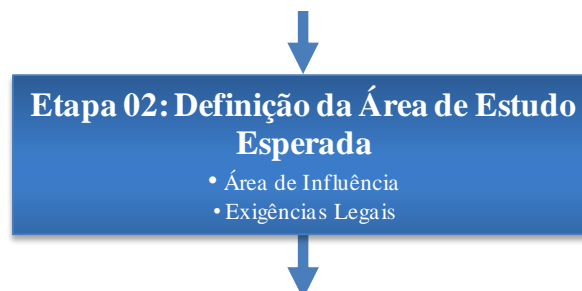 Etapa 02: Definição da Área de Estudo
Esperada
• Área de Influência
• Exigências Legais